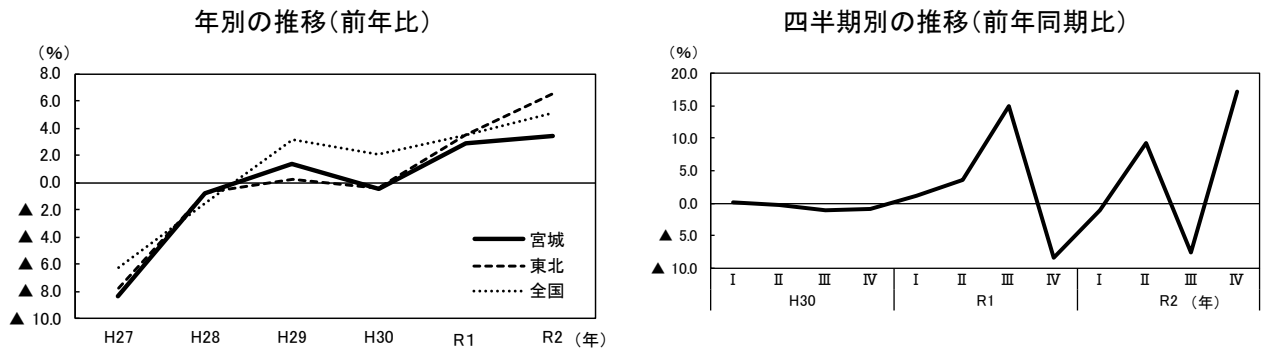 年別の推移(前年比)
(%)
8.0
6.0
4.0
2.0
0.0
▲ 2.0
▲ 4.0
▲ 6.0
▲ 8.0
▲ 10.0
宮城
東北
全国
H27 H28 H29 H30 R1 R2 (年)
四半期別の推移(前年同期比)
(%)
20.0
15.0
10.0
5.0
0.0
▲ 5.0
▲ 10.0
Ⅰ Ⅱ Ⅲ Ⅳ Ⅰ Ⅱ Ⅲ Ⅳ Ⅰ Ⅱ Ⅲ Ⅳ
H30 R1 R2 (年)